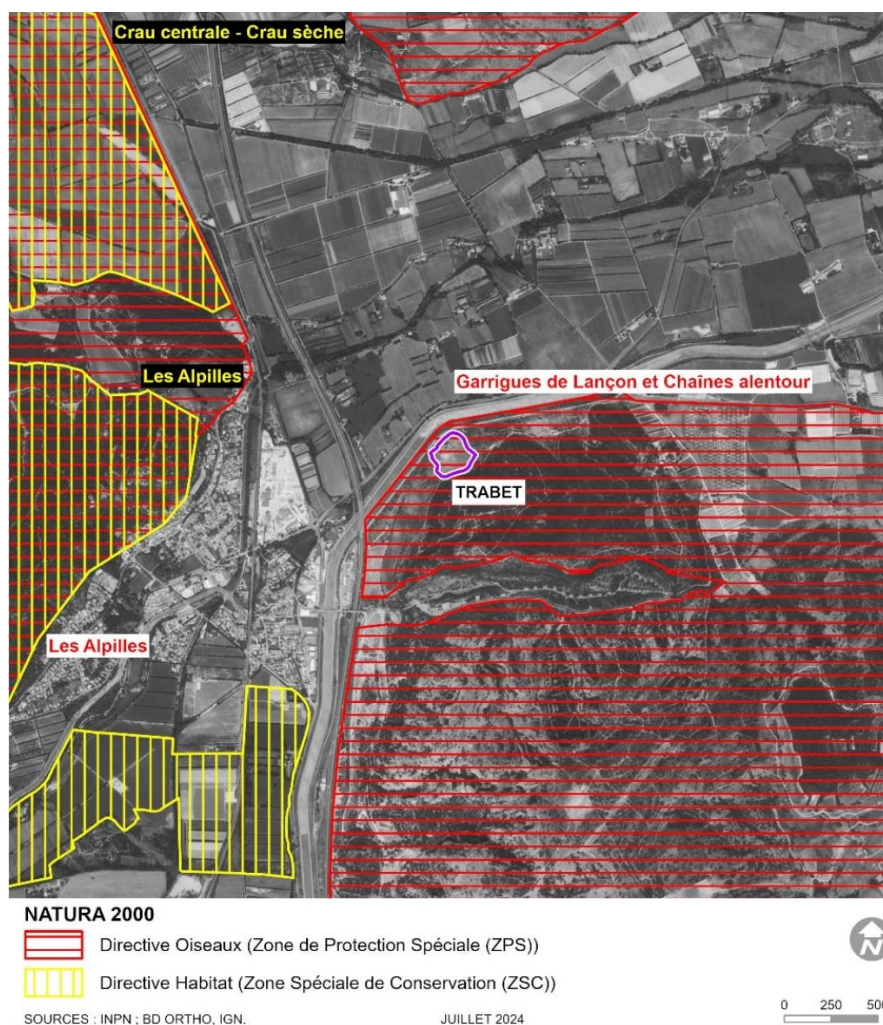 Crau centrale - Crau sèche
Les Alpilles
Garrigues de Lançon et Chaînes alentour
TRABET
Les Alpilles
NATURA 2000
Directive Oiseaux (Zone de Protection Spéciale (ZPS))
Directive Habitat (Zone Spéciale de Conservation (ZSC))
N
SOURCES : INPN ; BD ORTHO, IGN. JUILLET 2024
0 250 500